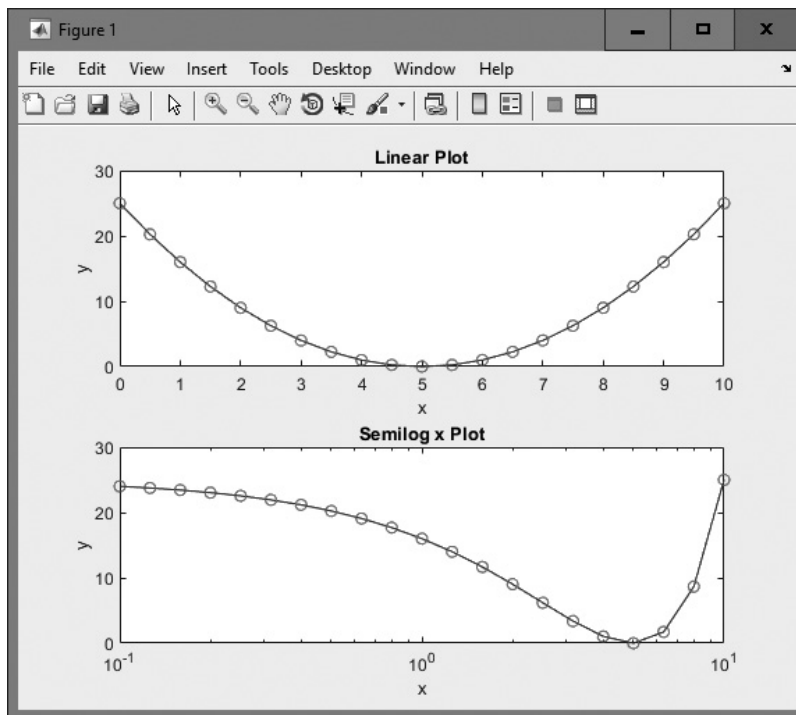 Figure 1
File Edit View Insert Tools Desktop Window Help
Linear Plot
30
20
10
0
y
0 1 2 3 4 5 6 7 8 9 10
x
Semilog x Plot
30
20
10
0
y
10^-1 10^0 10^1
x